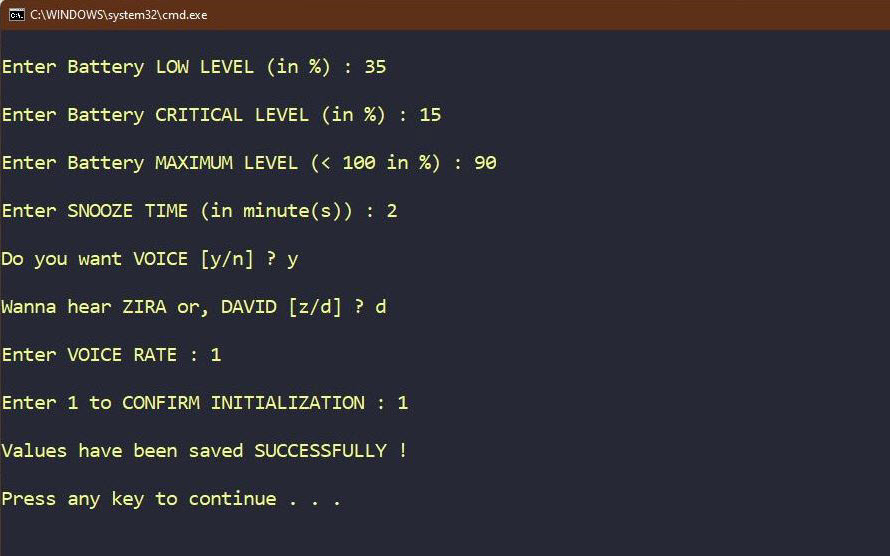 C:\WINDOWS\system32\cmd.exe
Enter Battery LOW LEVEL (in %) : 35
Enter Battery CRITICAL LEVEL (in %) : 15
Enter Battery MAXIMUM LEVEL (< 100 in %) : 90
Enter SNOOZE TIME (in minute(s)) : 2
Do you want VOICE [y/n] ? y
Wanna hear ZIRA or, DAVID [z/d] ? d
Enter VOICE RATE : 1
Enter 1 to CONFIRM INITIALIZATION : 1
Values have been saved SUCCESSFULLY !
Press any key to continue . . .